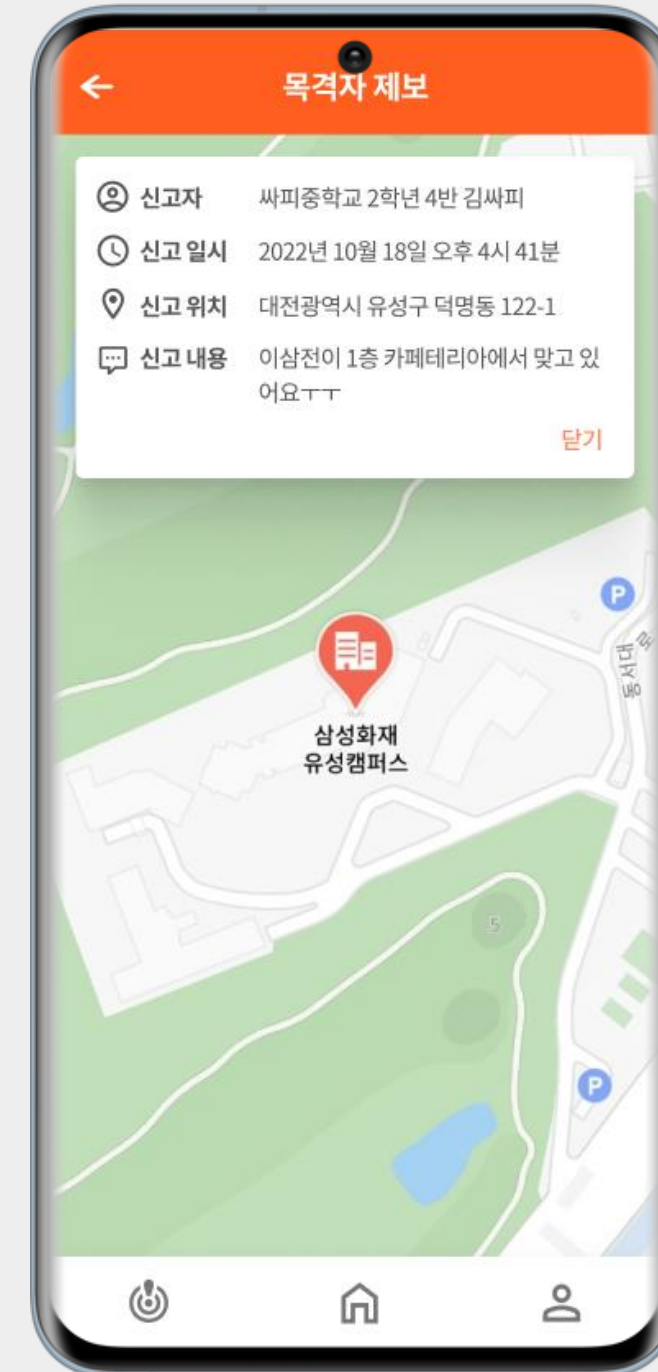 목격자 제보
신고자 싸피중학교 2학년 4반 김싸피
신고 일시 2022년 10월 18일 오후 4시 41분
신고 위치 대전광역시 유성구 덕명동 122-1
신고 내용 이삼전이 1층 카페테리아에서 맞고 있
어요ㅜㅜ
닫기
P
동서대로
삼성화재
유성캠퍼스
5
P